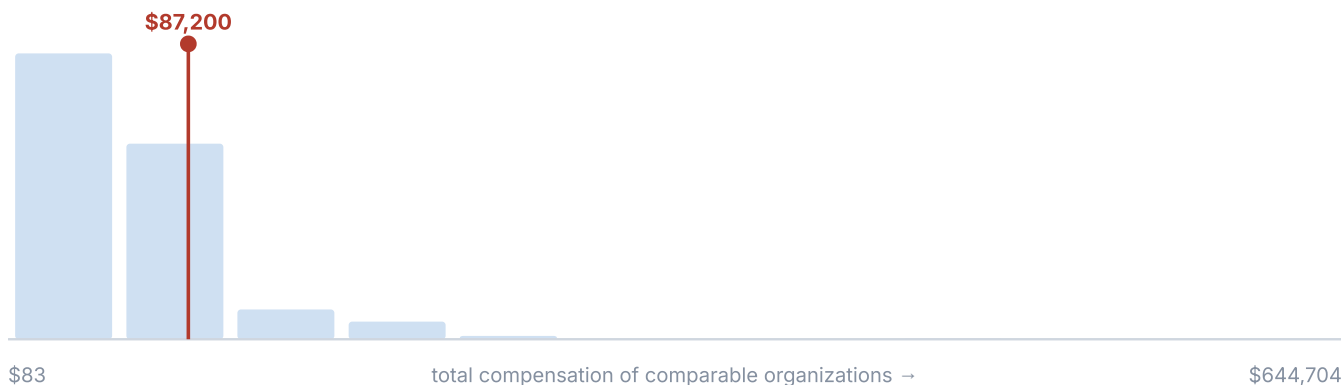 $87,200
$83
total compensation of comparable organizations →
$644,704